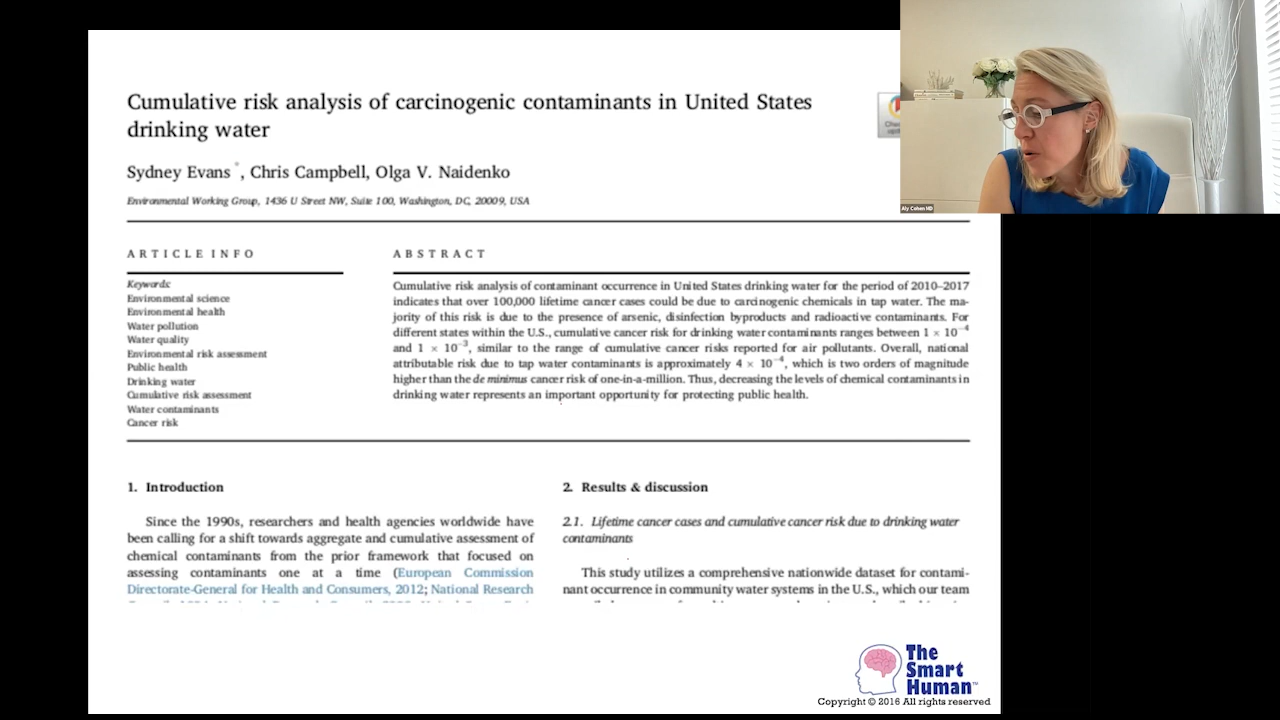 Cumulative risk analysis of carcinogenic contaminants in United States
drinking water
Sydney Evans*, Chris Campbell, Olga V. Naidenko
Environmental Working Group, 1436 U Street NW, Suite 100, Washington, DC, 20009, USA
ARTICLE INFO
Keywords:
Environmental science
Environmental health
Water pollution
Water quality
Environmental risk assessment
Public health
Drinking water
Cumulative risk assessment
Water contaminants
Cancer risk
ABSTRACT
Cumulative risk analysis of contaminant occurrence in United States drinking water for the period of 2010–2017
indicates that over 100,000 lifetime cancer cases could be due to carcinogenic chemicals in tap water. The ma-
jority of this risk is due to the presence of arsenic, disinfection byproducts and radioactive contaminants. For
different states within the U.S., cumulative cancer risk for drinking water contaminants ranges between 1 × 10⁻⁴
and 1 × 10⁻³, similar to the range of cumulative cancer risks reported for air pollutants. Overall, national
attributable risk due to tap water contaminants is approximately 4 × 10⁻⁴, which is two orders of magnitude
higher than the de minimus cancer risk of one-in-a-million. Thus, decreasing the levels of chemical contaminants in
drinking water represents an important opportunity for protecting public health.
1. Introduction
Since the 1990s, researchers and health agencies worldwide have
been calling for a shift towards aggregate and cumulative assessment of
chemical contaminants from the prior framework that focused on
assessing contaminants one at a time (European Commission
Directorate-General for Health and Consumers, 2012; National Research
2. Results & discussion
2.1. Lifetime cancer cases and cumulative cancer risk due to drinking water
contaminants
This study utilizes a comprehensive nationwide dataset for contami-
nant occurrence in community water systems in the U.S., which our team
Aly Cohen MD
The
Smart
Human™
Copyright © 2016 All rights reserved